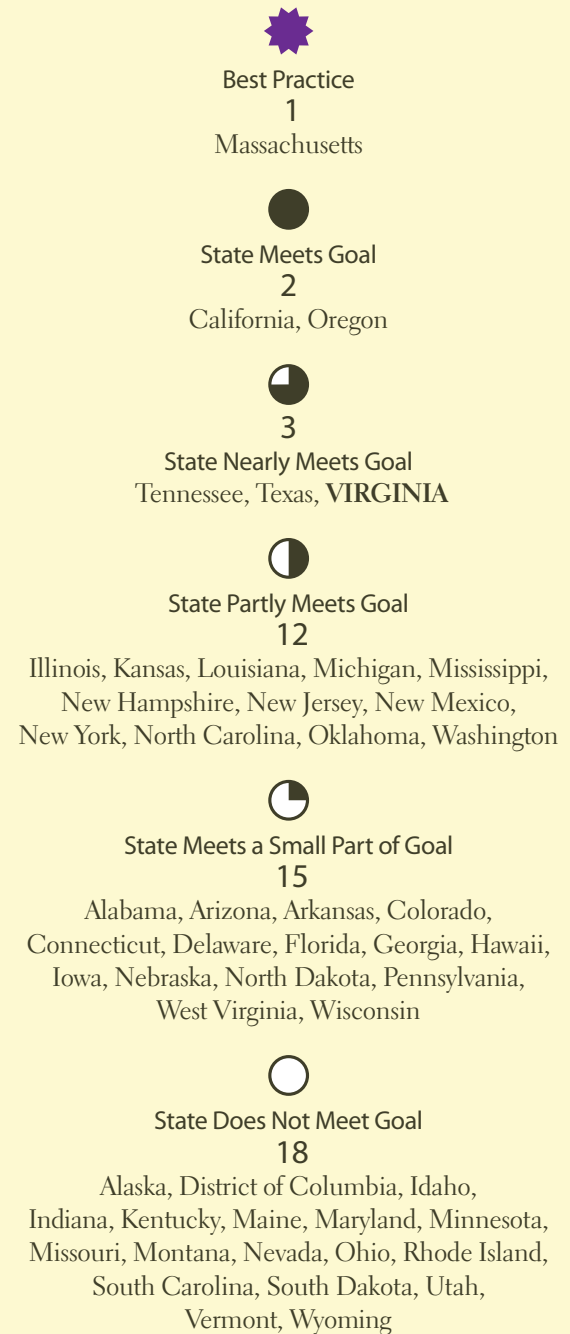 Best Practice
1
Massachusetts
State Meets Goal
2
California, Oregon
3
State Nearly Meets Goal
Tennessee, Texas, VIRGINIA
State Partly Meets Goal
12
Illinois, Kansas, Louisiana, Michigan, Mississippi,
New Hampshire, New Jersey, New Mexico,
New York, North Carolina, Oklahoma, Washington
State Meets a Small Part of Goal
15
Alabama, Arizona, Arkansas, Colorado,
Connecticut, Delaware, Florida, Georgia, Hawaii,
Iowa, Nebraska, North Dakota, Pennsylvania,
West Virginia, Wisconsin
State Does Not Meet Goal
18
Alaska, District of Columbia, Idaho,
Indiana, Kentucky, Maine, Maryland, Minnesota,
Missouri, Montana, Nevada, Ohio, Rhode Island,
South Carolina, South Dakota, Utah,
Vermont, Wyoming